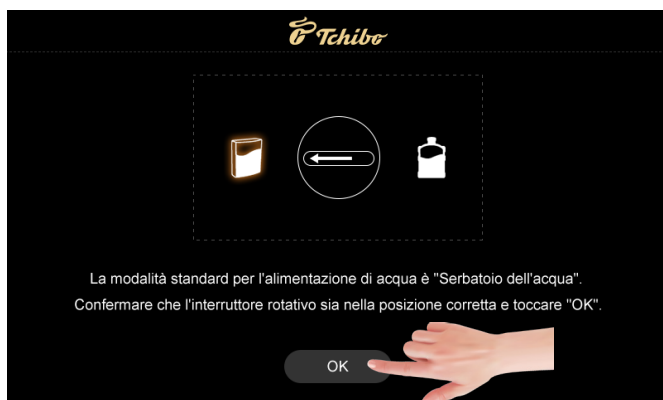 Tchibo
La modalità standard per l'alimentazione di acqua è "Serbatoio dell'acqua".
Confermare che l'interruttore rotativo sia nella posizione corretta e toccare "OK".
OK